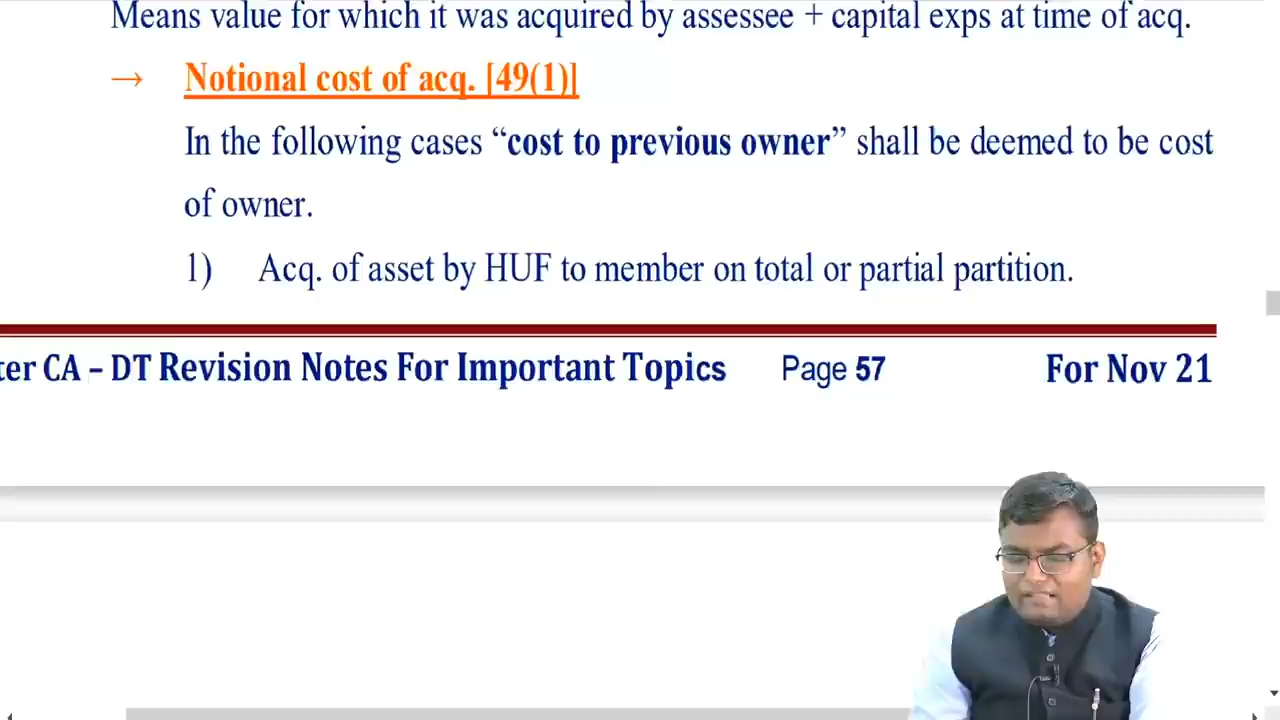 Means value for which it was acquired by assessee + capital exps at time of acq.
→ Notional cost of acq. [49(1)]
In the following cases “cost to previous owner” shall be deemed to be cost
of owner.
1) Acq. of asset by HUF to member on total or partial partition.
ter CA – DT Revision Notes For Important Topics Page 57 For Nov 21